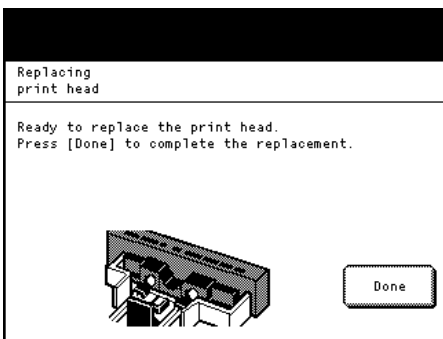 Replacing
print head
Ready to replace the print head.
Press [Done] to complete the replacement.
Done